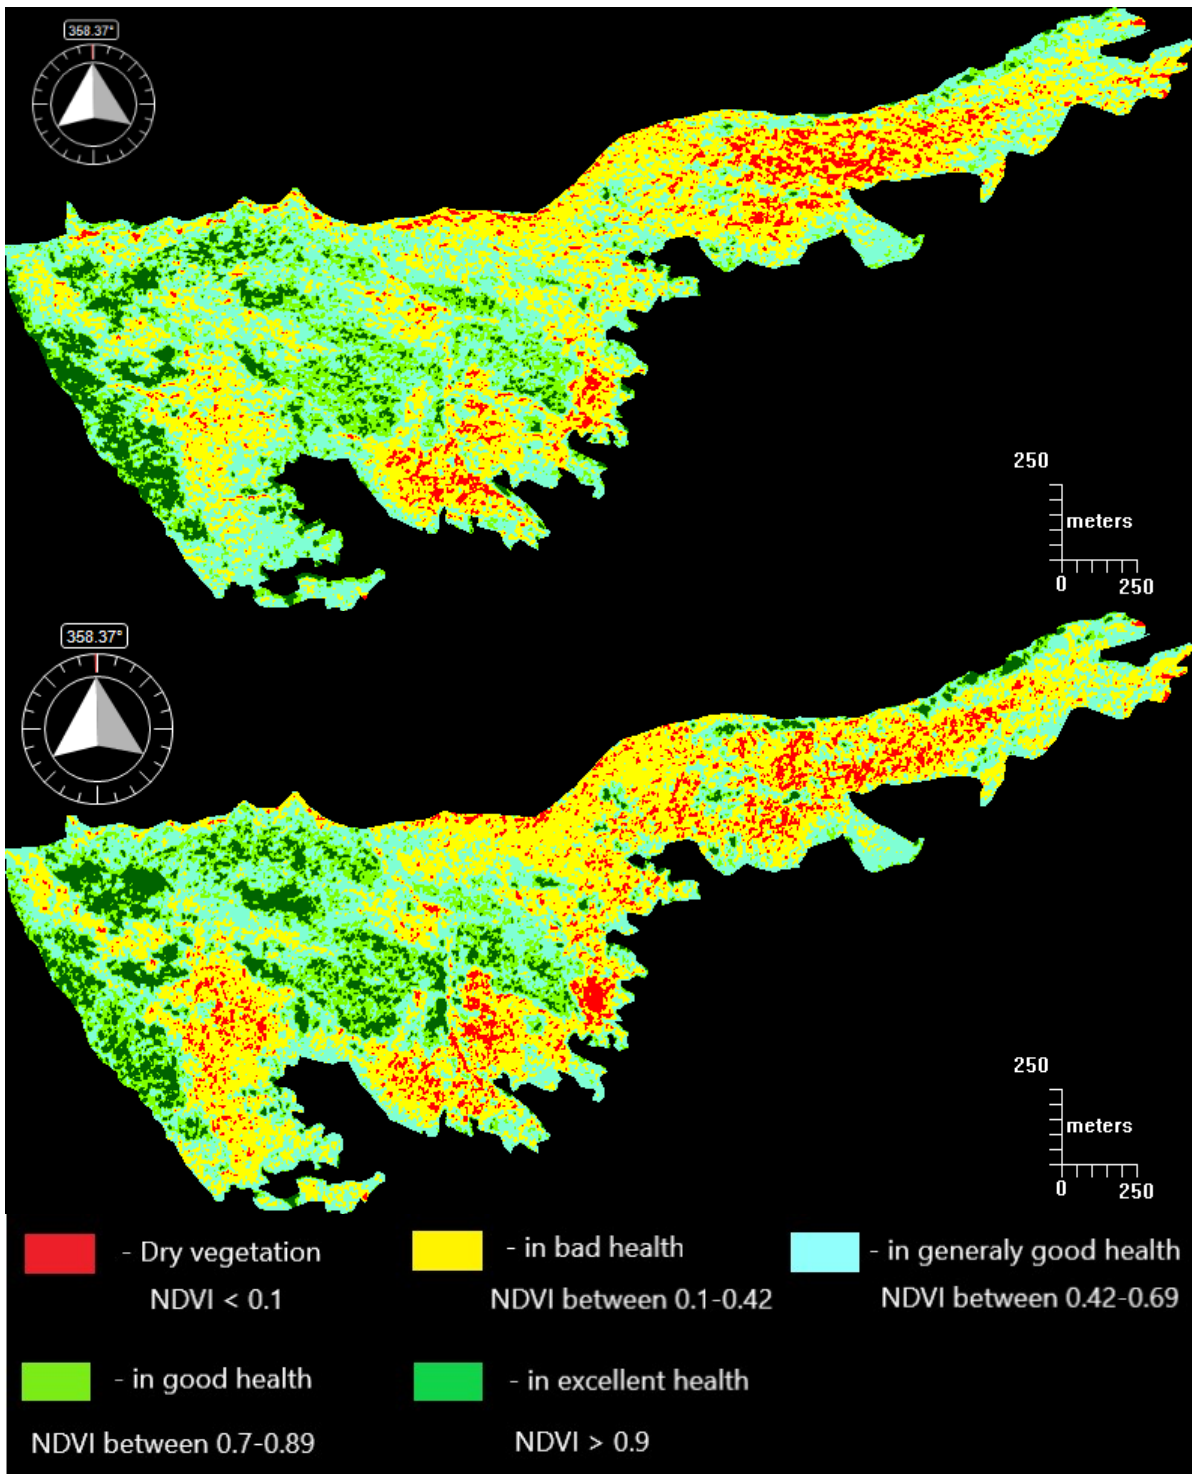 358.37°
250
meters
0 250
358.37°
250
meters
0 250
- Dry vegetation - in bad health - in generaly good health
NDVI < 0.1 NDVI between 0.1-0.42 NDVI between 0.42-0.69
- in good health - in excellent health
NDVI between 0.7-0.89 NDVI > 0.9